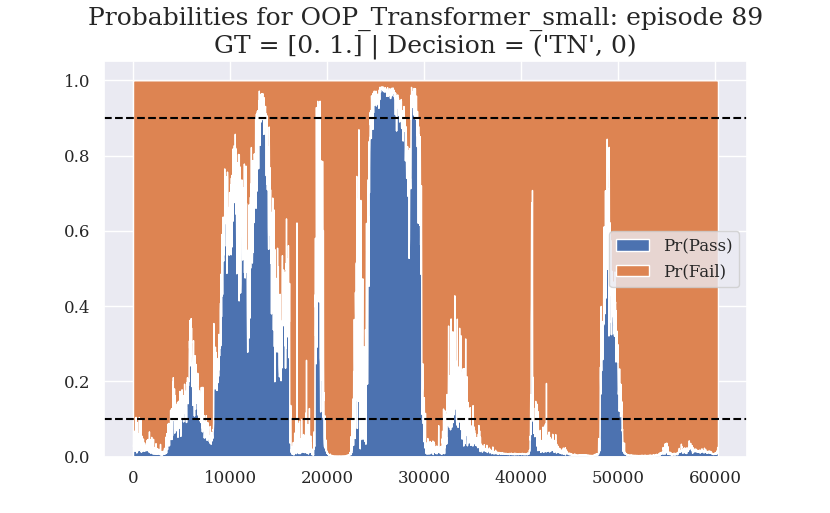 Probabilities for OOP_Transformer_small: episode 89
GT = [0. 1.] | Decision = ('TN', 0)
1.0
0.8
0.6
0.4
0.2
0.0
Pr(Pass)
Pr(Fail)
0 10000 20000 30000 40000 50000 60000